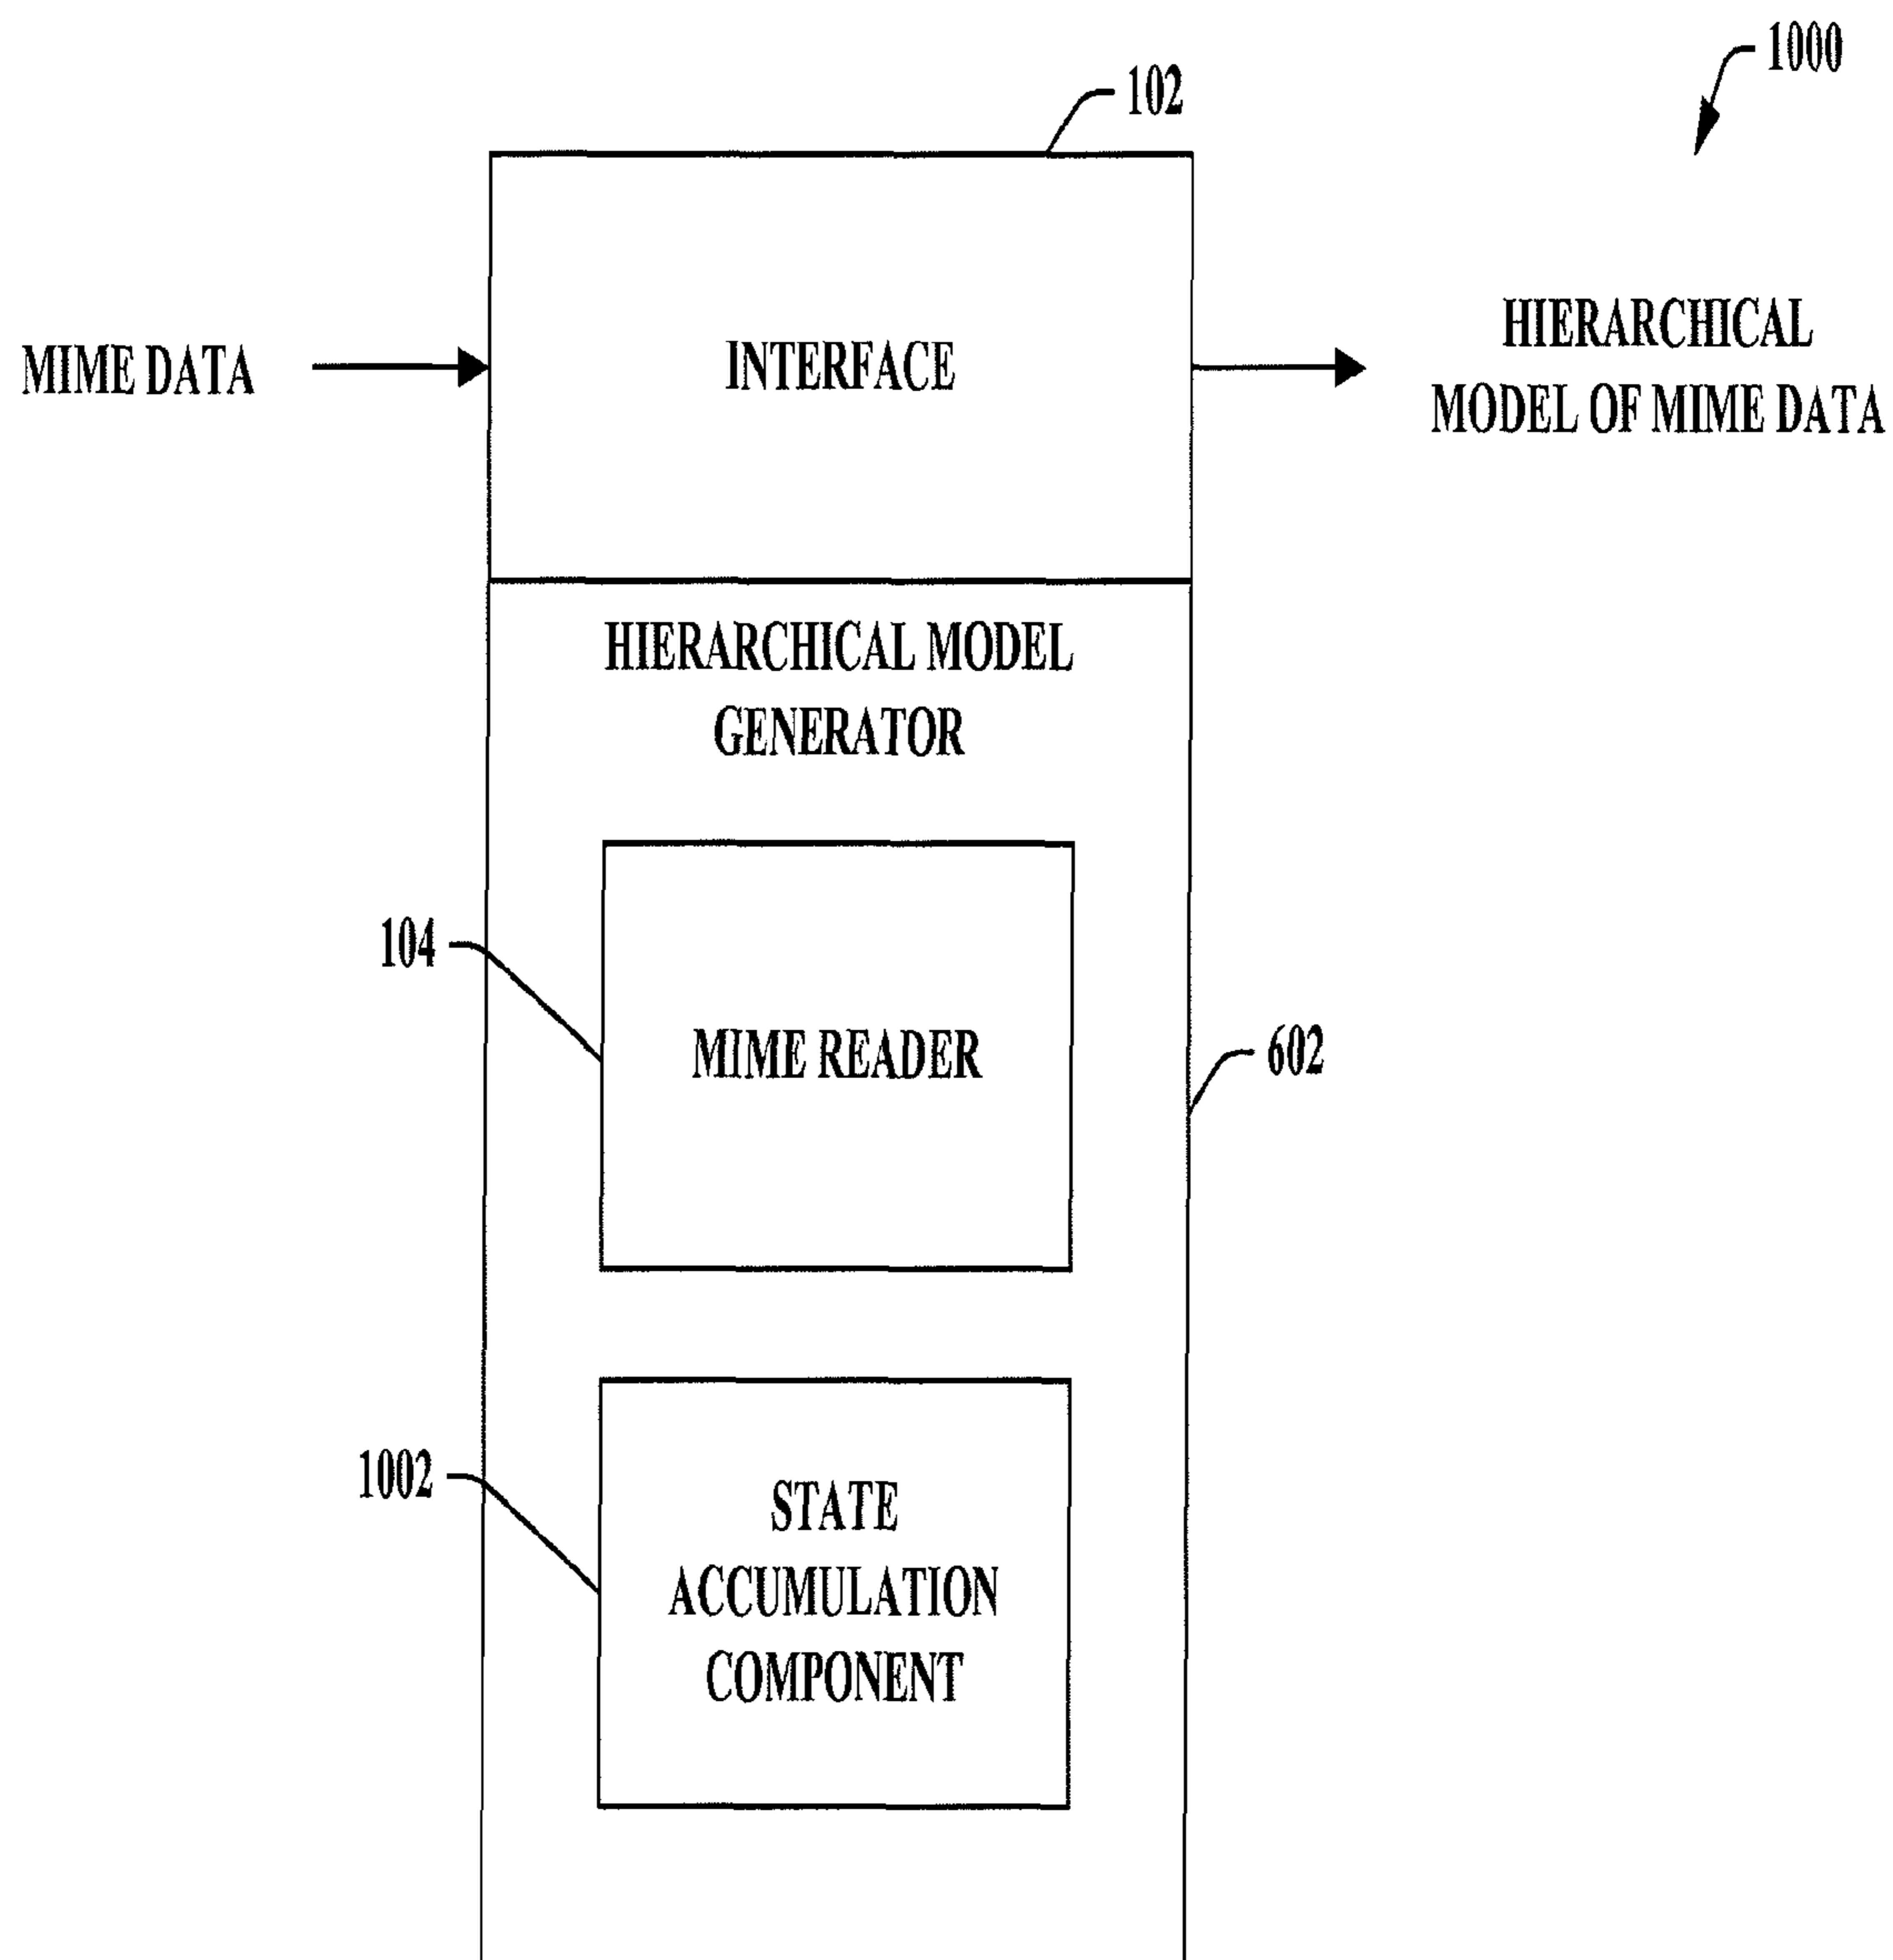 1000
102
MIME DATA
INTERFACE
HIERARCHICAL
MODEL OF MIME DATA
HIERARCHICAL MODEL
GENERATOR
104
MIME READER
602
1002
STATE
ACCUMULATION
COMPONENT